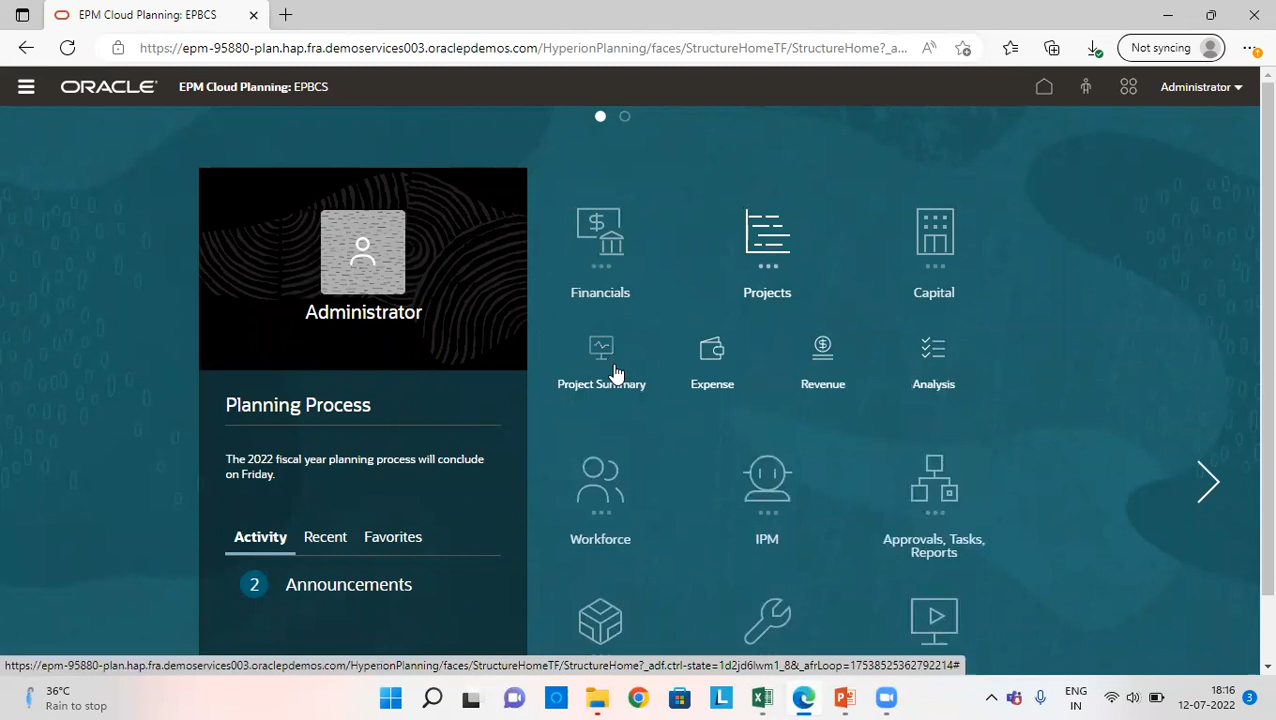 EPM Cloud Planning: EPBCS
https://epm-95880-plan.hap.fra.demoservices003.oraclepdemos.com/HyperionPlanning/faces/StructureHomeTF/StructureHome?_a...
Not syncing
ORACLE
EPM Cloud Planning: EPBCS
Administrator
Administrator
Planning Process
The 2022 fiscal year planning process will conclude
on Friday.
Activity
Recent
Favorites
2
Announcements
Financials
Projects
Capital
Project Summary
Expense
Revenue
Analysis
Workforce
IPM
Approvals, Tasks,
Reports
https://epm-95880-plan.hap.fra.demoservices003.oraclepdemos.com/HyperionPlanning/faces/StructureHomeTF/StructureHome?_adf.ctrl-state=1d2jd6lwm1_8&_afrLoop=17538525362792214#
36°C
Rain to stop
ENG
IN
18:16
12-07-2022
3